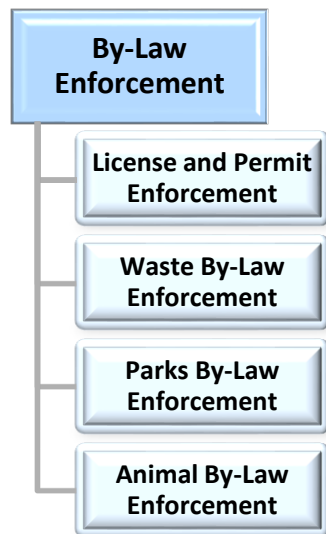 By-Law
Enforcement
License and Permit
Enforcement
Waste By-Law
Enforcement
Parks By-Law
Enforcement
Animal By-Law
Enforcement